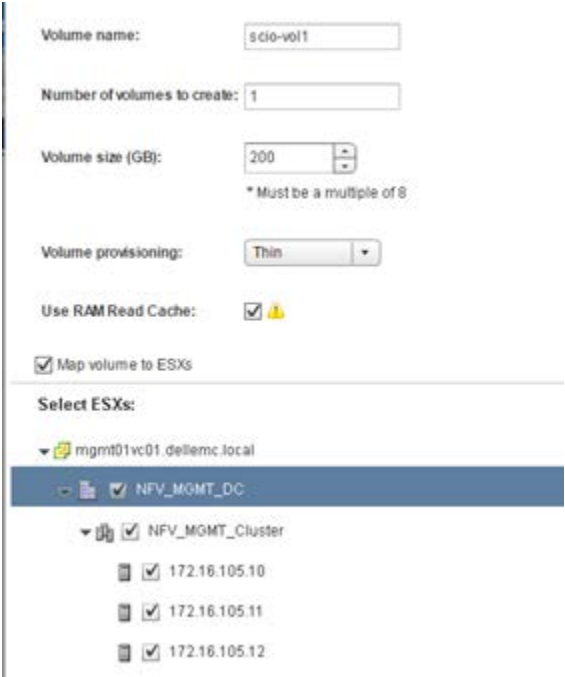 Volume name: scio-vol1
Number of volumes to create: 1
Volume size (GB): 200
* Must be a multiple of 8
Volume provisioning: Thin
Use RAM Read Cache:
Map volume to ESXs
Select ESXs:
mgmt01vc01.dellemc.local
NFV_MGMT_DC
NFV_MGMT_Cluster
172.16.105.10
172.16.105.11
172.16.105.12